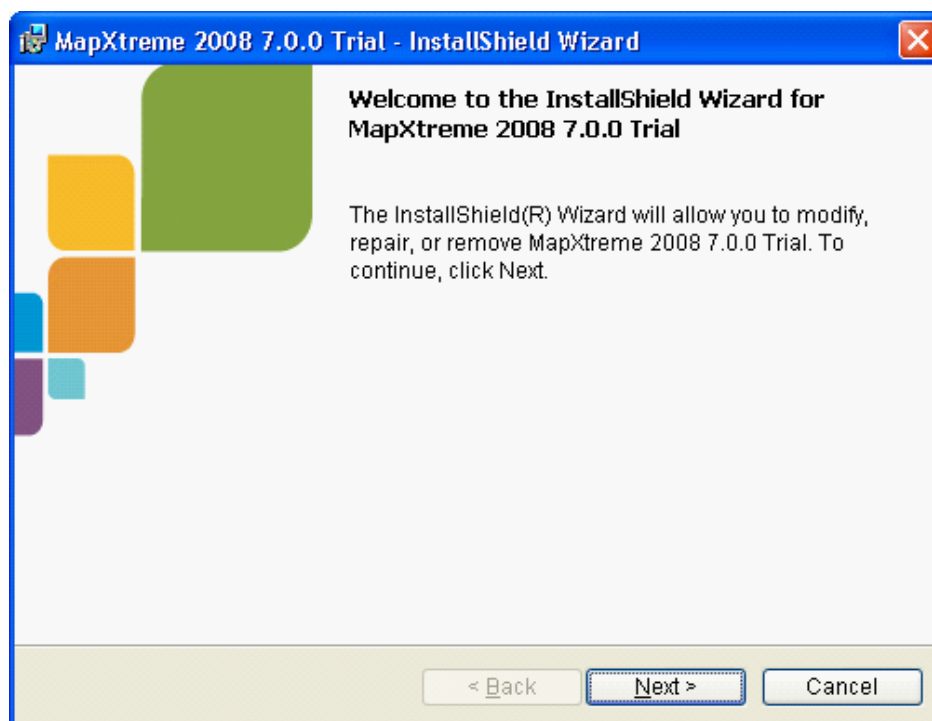 MapXtreme 2008 7.0.0 Trial - InstallShield Wizard
Welcome to the InstallShield Wizard for
MapXtreme 2008 7.0.0 Trial
The InstallShield(R) Wizard will allow you to modify,
repair, or remove MapXtreme 2008 7.0.0 Trial. To
continue, click Next.
< Back
Next >
Cancel